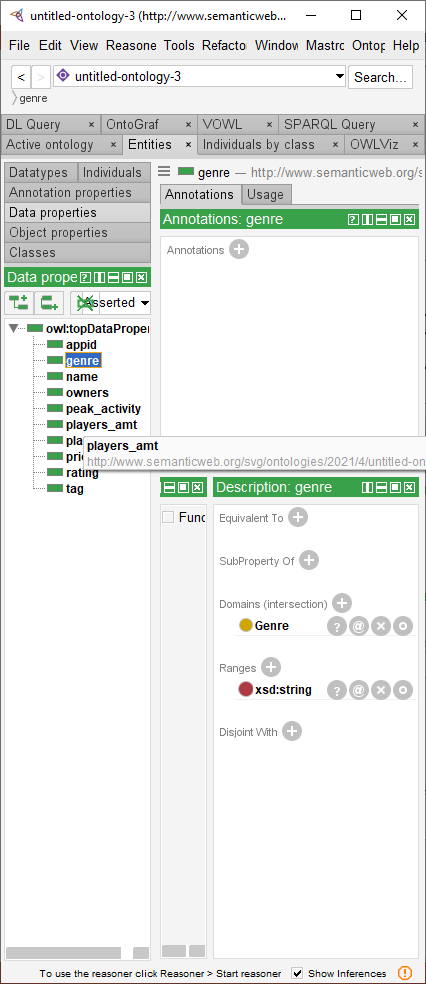 untitled-ontology-3 (http://www.semanticweb...
File Edit View Reasone Tools Refactor Window Mastro Ontop Help
< > untitled-ontology-3 Search...
genre
DL Query × OntoGraf × VOWL × SPARQL Query ×
Active ontology × Entities × Individuals by class × OWLViz ×
Datatypes Individuals
Annotation properties
Data properties
Object properties
Classes
genre — http://www.semanticweb.org/s
Annotations Usage
Annotations: genre
Annotations
Data prope
Asserted
owl:topDataProper
appid
genre
name
owners
peak_activity
players_amt
pla
pri
rating
tag
players_amt
http://www.semanticweb.org/svg/ontologies/2021/4/untitled-on
Func
Description: genre
Equivalent To
SubProperty Of
Domains (intersection)
Genre
Ranges
xsd:string
Disjoint With
To use the reasoner click Reasoner > Start reasoner Show Inferences